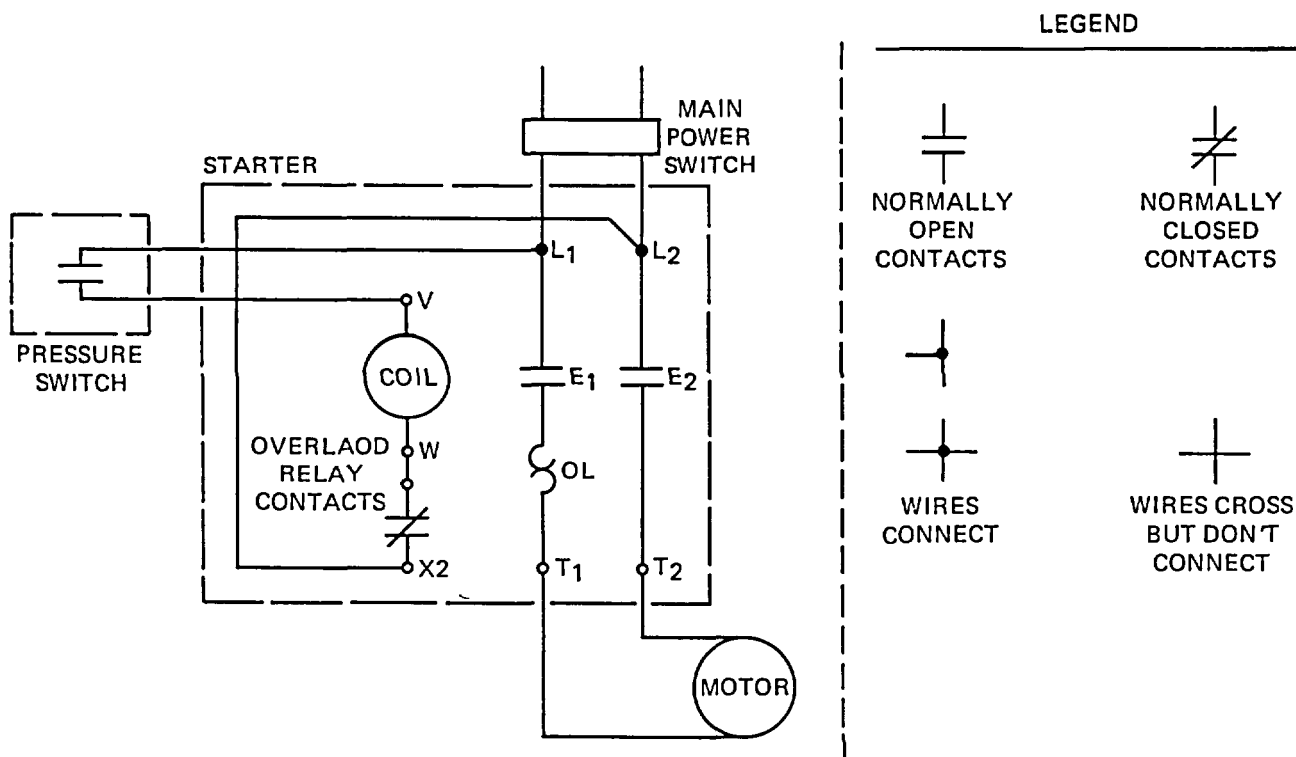 LEGEND
MAIN
POWER
SWITCH
STARTER
NORMALLY
OPEN
CONTACTS
NORMALLY
CLOSED
CONTACTS
L1
L2
V
PRESSURE
SWITCH
COIL
E1
E2
OVERLAOD
RELAY
CONTACTS
W
OL
X2
T1
T2
WIRES
CONNECT
WIRES CROSS
BUT DON'T
CONNECT
MOTOR